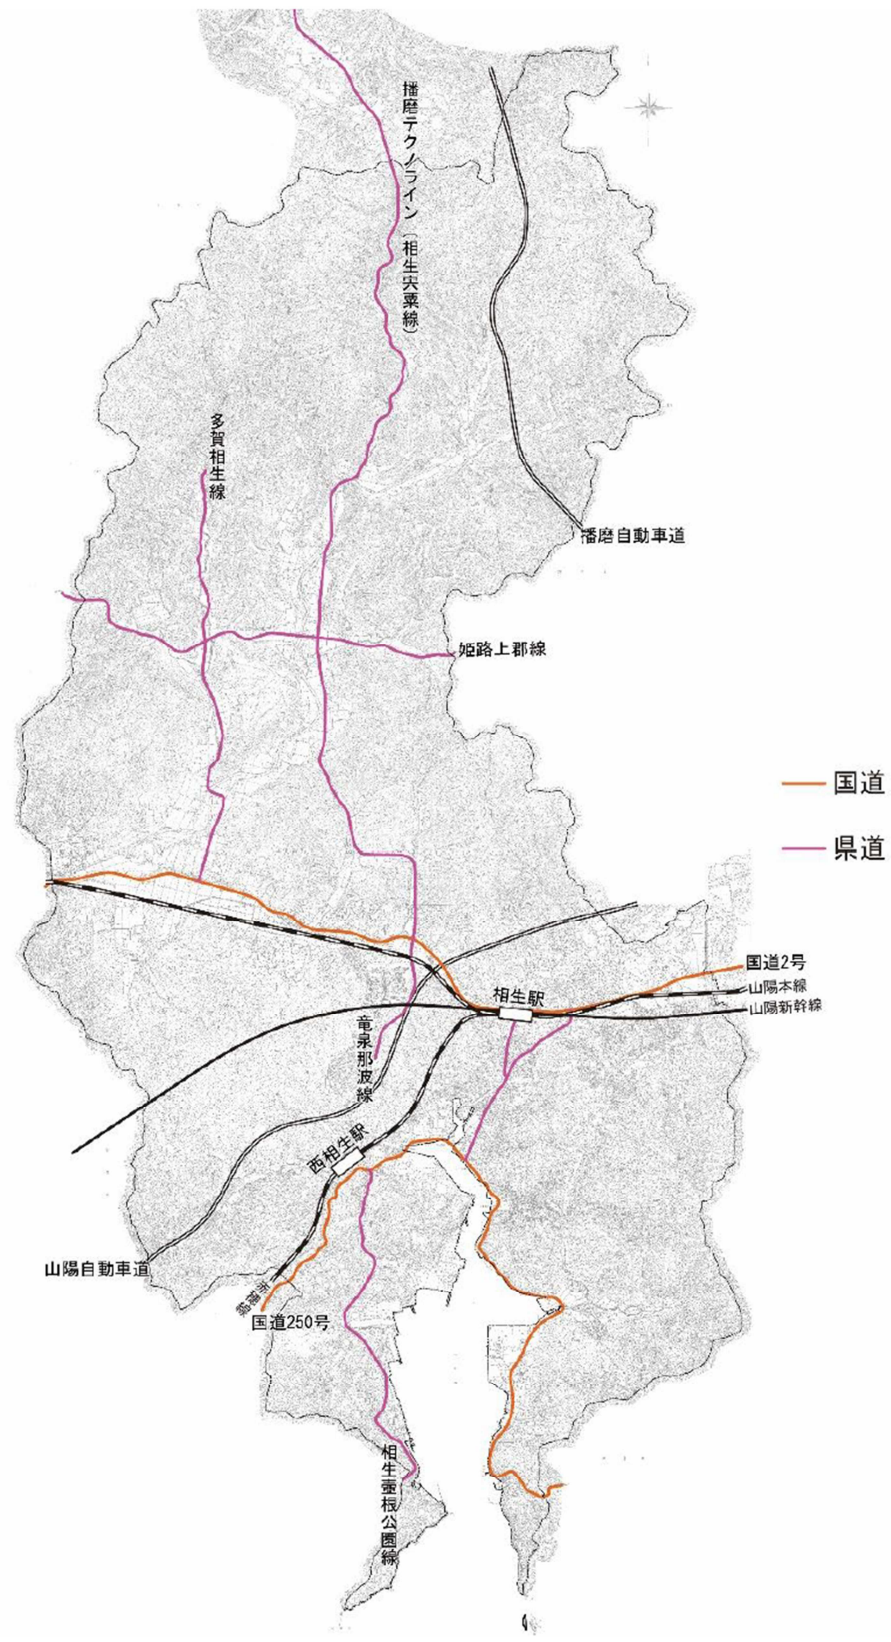 播磨テクノライン（相生宍粟線）
多賀相生線
播磨自動車道
姫路上郡線
国道
県道
国道2号
相生駅
山陽本線
山陽新幹線
竜泉那波線
西相生駅
山陽自動車道
赤穂線
国道250号
相生壷根公園線